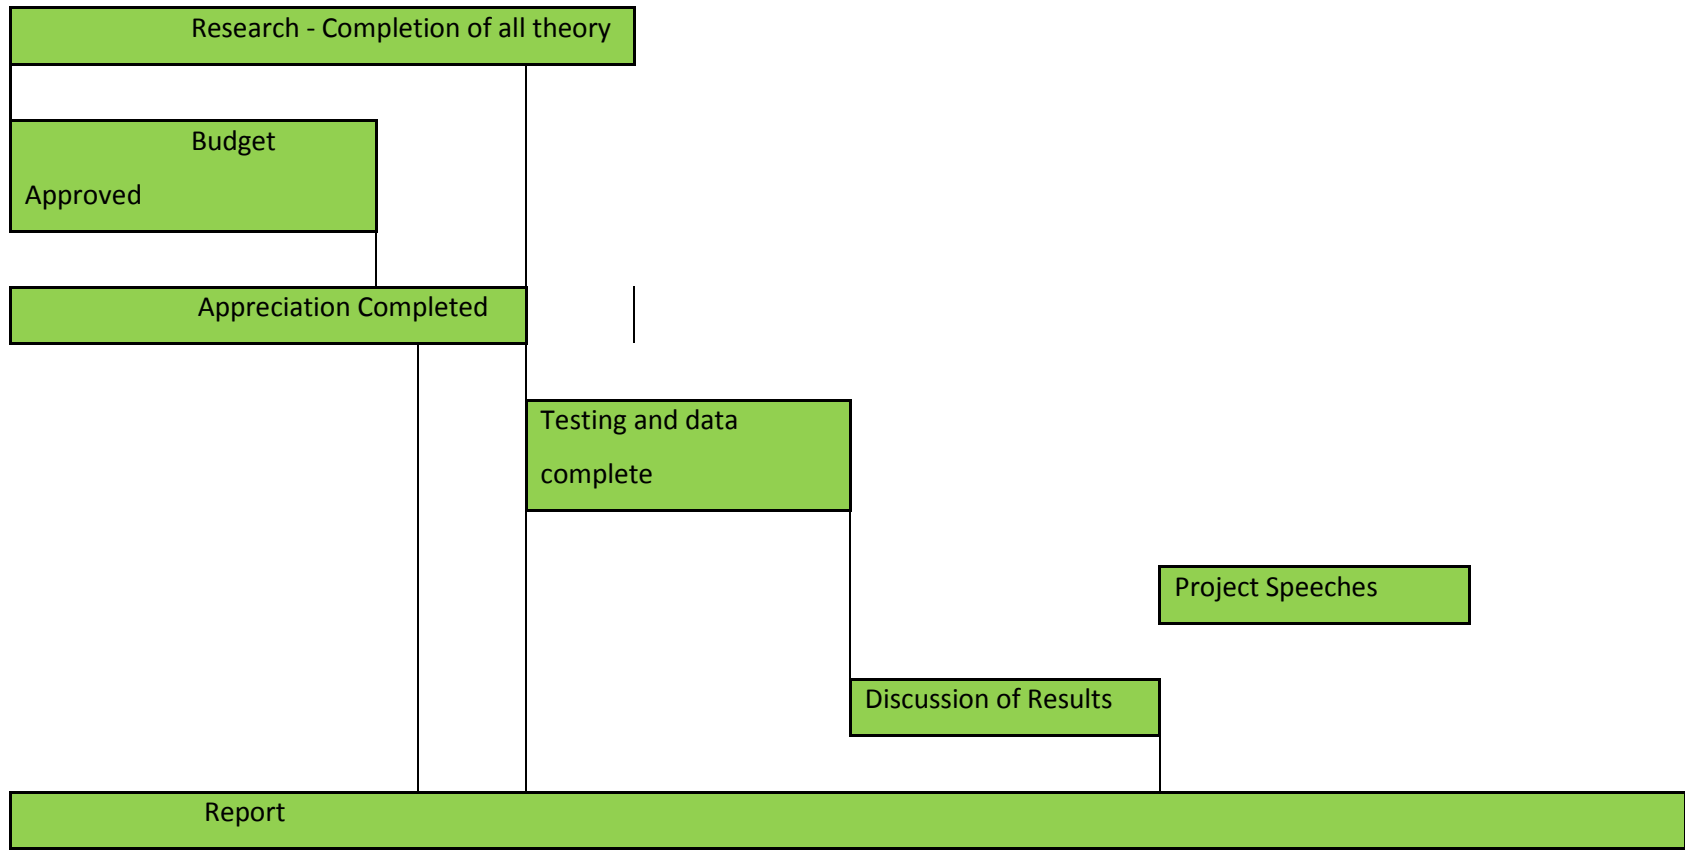 Research - Completion of all theory
Budget
Approved
Appreciation Completed
Testing and data
complete
Project Speeches
Discussion of Results
Report